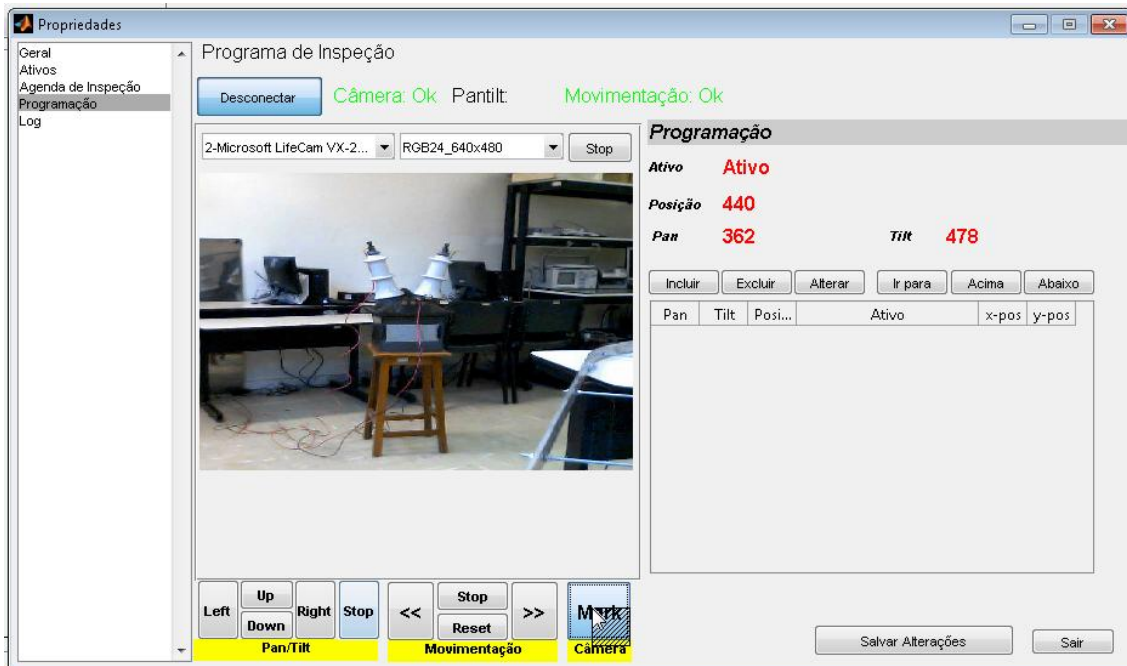 Propriedades
Geral
Ativos
Agenda de Inspeção
Programação
Log
Programa de Inspeção
Desconectar Câmera: Ok Pantilt: Movimentação: Ok
2-Microsoft LifeCam VX-2... RGB24_640x480 Stop
Programação
Ativo Ativo
Posição 440
Pan 362 Tilt 478
Incluir Excluir Alterar Ir para Acima Abaixo
Pan Tilt Posi... Ativo x-pos y-pos
Left Up Down Right Stop
Pan/Tilt
<< Stop Reset >>
Movimentação
Mark
Câmera
Salvar Alterações Sair